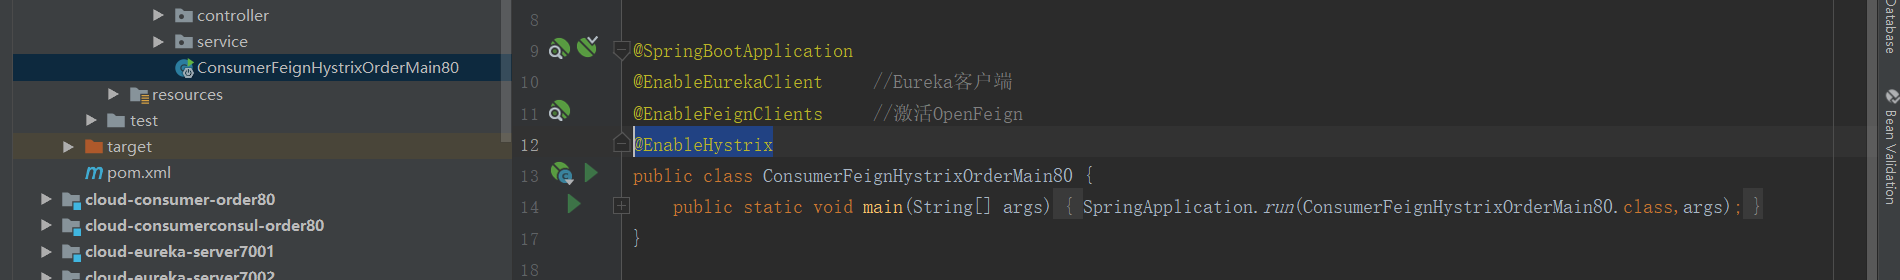 controller
service
ConsumerFeignHystrixOrderMain80
resources
test
target
pom.xml
cloud-consumer-order80
cloud-consumerconsul-order80
cloud-eureka-server7001
cloud-eureka-server7002
8
9 @SpringBootApplication
10 @EnableEurekaClient //Eureka客户端
11 @EnableFeignClients //激活OpenFeign
12 @EnableHystrix
13 public class ConsumerFeignHystrixOrderMain80 {
14 public static void main(String[] args) { SpringApplication.run(ConsumerFeignHystrixOrderMain80.class,args); }
17 }
18
Database
Bean Validation